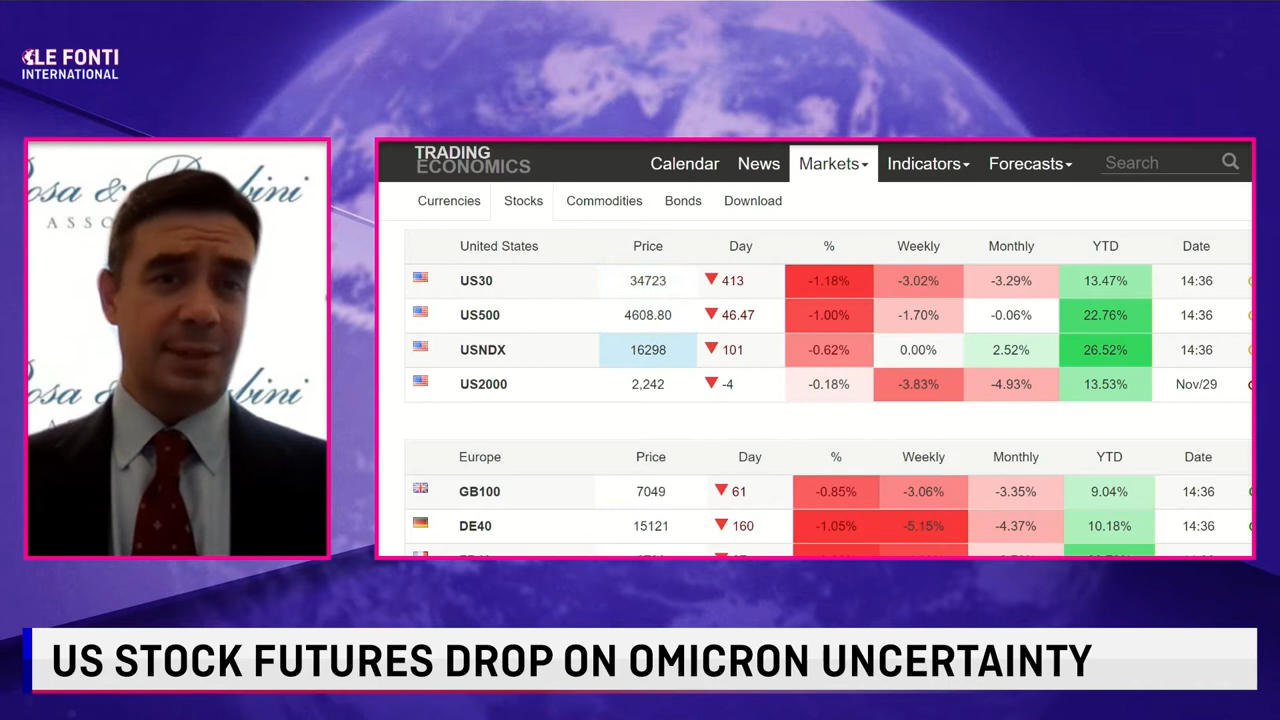 LE FONTI
INTERNATIONAL
ASSO
TRADING
ECONOMICS
Calendar News Markets Indicators Forecasts Search
Currencies Stocks Commodities Bonds Download
United States Price Day % Weekly Monthly YTD Date
US30 34723 413 -1.18% -3.02% -3.29% 13.47% 14:36
US500 4608.80 46.47 -1.00% -1.70% -0.06% 22.76% 14:36
USNDX 16298 101 -0.62% 0.00% 2.52% 26.52% 14:36
US2000 2,242 -4 -0.18% -3.83% -4.93% 13.53% Nov/29
Europe Price Day % Weekly Monthly YTD Date
GB100 7049 61 -0.85% -3.06% -3.35% 9.04% 14:36
DE40 15121 160 -1.05% -5.15% -4.37% 10.18% 14:36
US STOCK FUTURES DROP ON OMICRON UNCERTAINTY